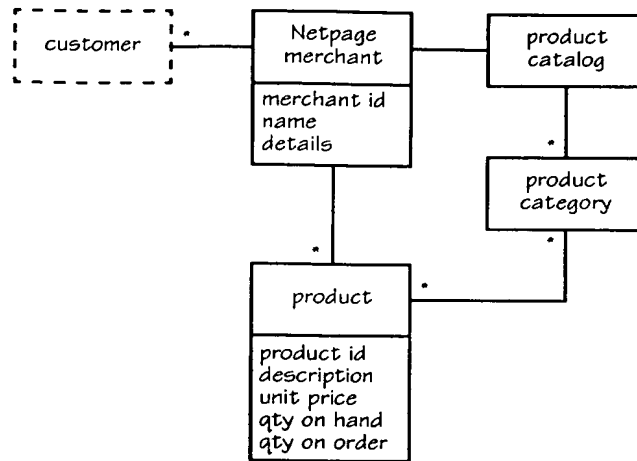 customer
*
Netpage
merchant
merchant id
name
details
product
catalog
*
product
category
*
*
*
product
product id
description
unit price
qty on hand
qty on order